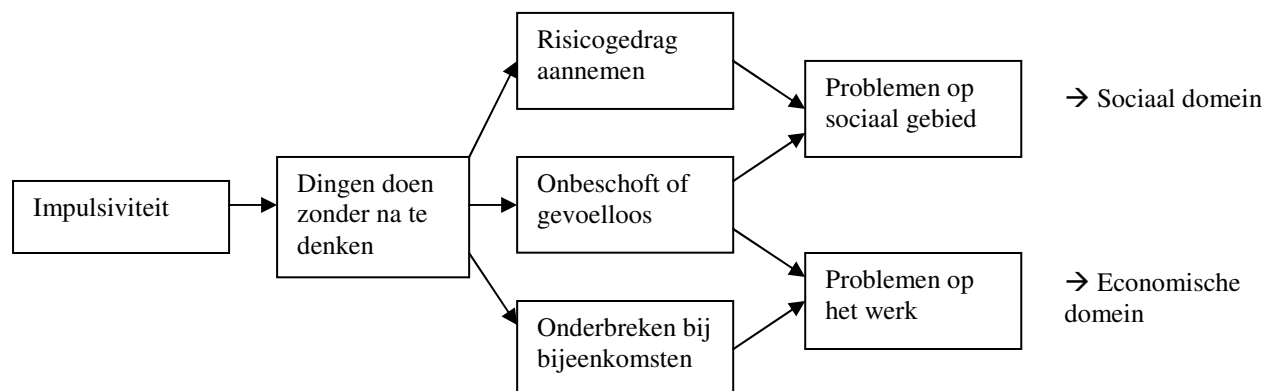 Impulsiviteit
Dingen doen
zonder na te
denken
Risicogedrag
aannemen
Onbeschoft of
gevoelloos
Onderbreken bij
bijeenkomsten
Problemen op
sociaal gebied
Problemen op
het werk
→ Sociaal domein
→ Economische
domein